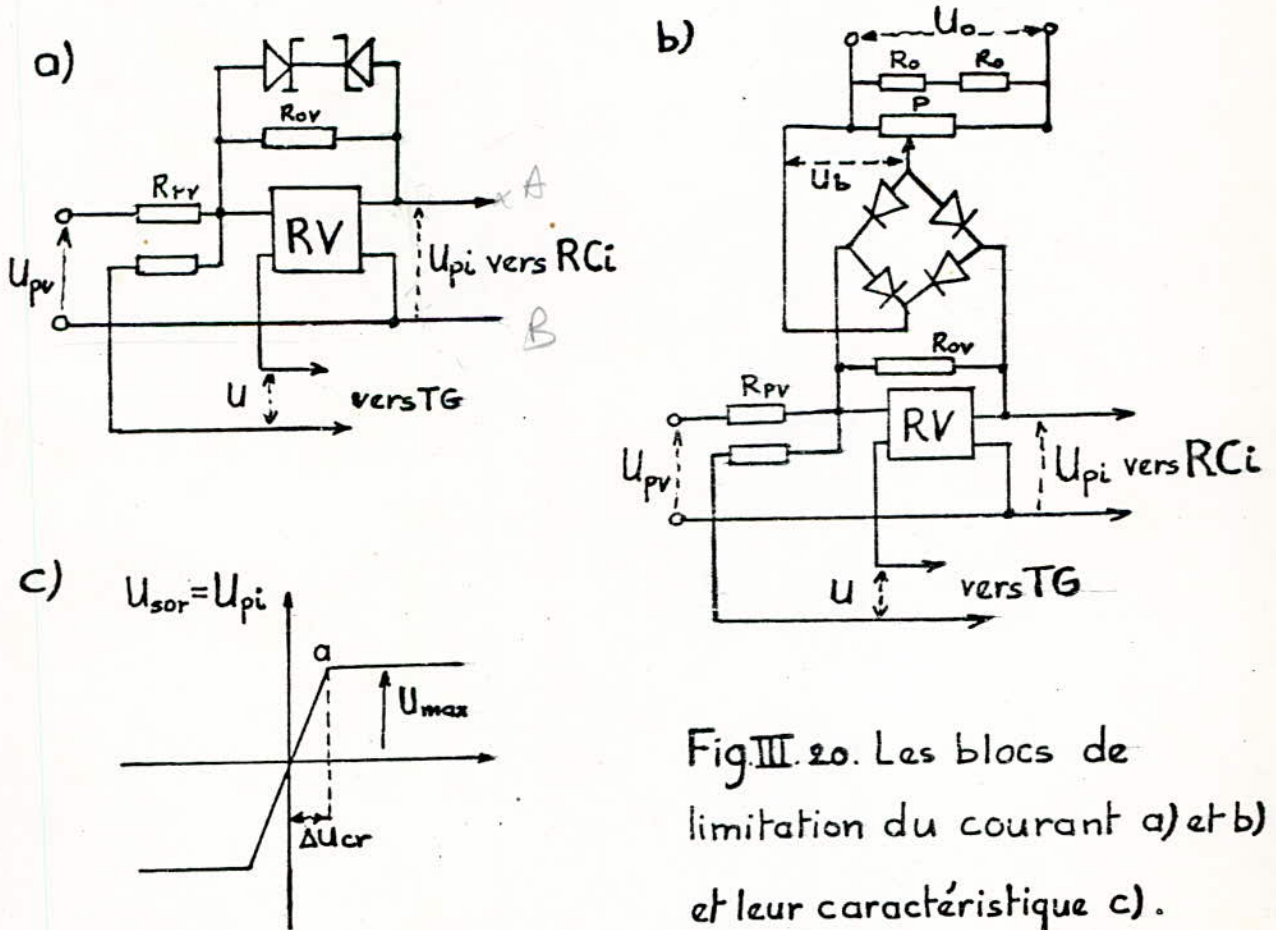 a)
Rov
Rrv
RV
A
Upv
Upi vers RCi
B
U
vers TG
b)
Uo
Ro Ro
P
Ub
Rov
Rpv
RV
Upv
Upi vers RCi
U
vers TG
c)
Usor=Upi
a
Umax
ΔUcr
Fig.III.20. Les blocs de
limitation du courant a) et b)
et leur caractéristique c).